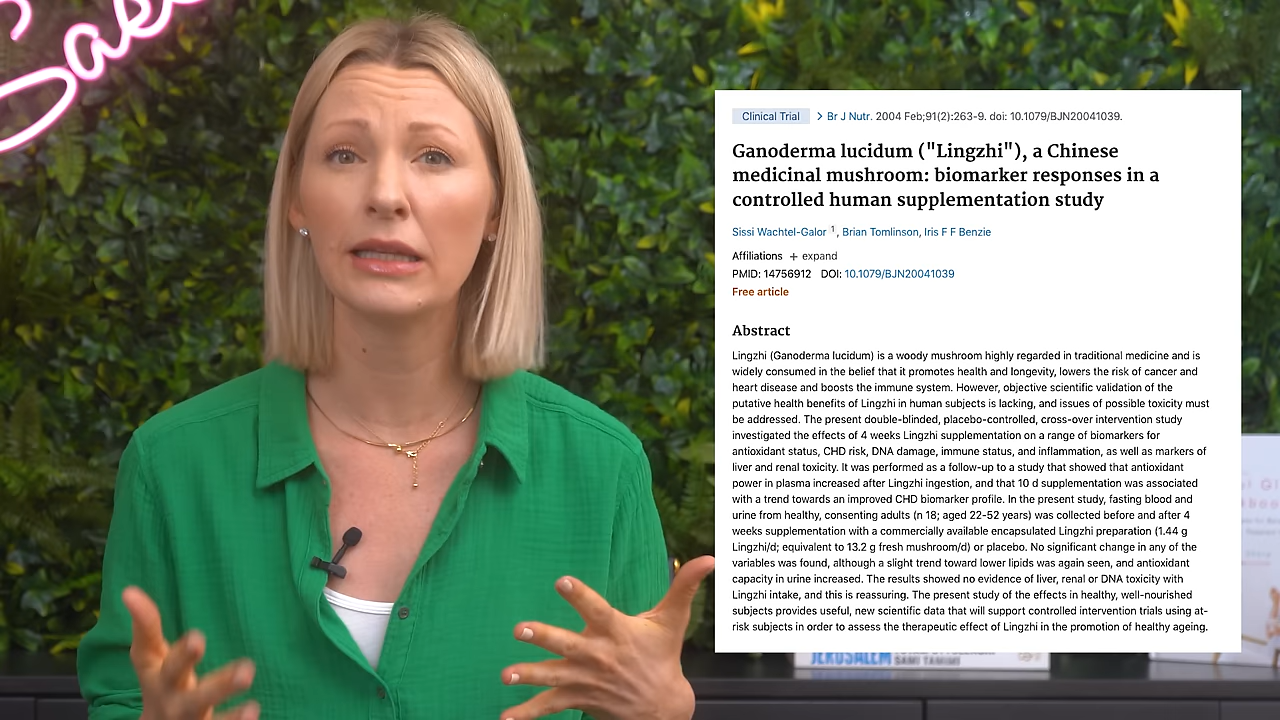 Clinical Trial > Br J Nutr. 2004 Feb;91(2):263-9. doi: 10.1079/BJN20041039.
Ganoderma lucidum ("Lingzhi"), a Chinese
medicinal mushroom: biomarker responses in a
controlled human supplementation study
Sissi Wachtel-Galor 1, Brian Tomlinson, Iris F F Benzie
Affiliations + expand
PMID: 14756912 DOI: 10.1079/BJN20041039
Free article
Abstract
Lingzhi (Ganoderma lucidum) is a woody mushroom highly regarded in traditional medicine and is
widely consumed in the belief that it promotes health and longevity, lowers the risk of cancer and
heart disease and boosts the immune system. However, objective scientific validation of the
putative health benefits of Lingzhi in human subjects is lacking, and issues of possible toxicity must
be addressed. The present double-blinded, placebo-controlled, cross-over intervention study
investigated the effects of 4 weeks Lingzhi supplementation on a range of biomarkers for
antioxidant status, CHD risk, DNA damage, immune status, and inflammation, as well as markers of
liver and renal toxicity. It was performed as a follow-up to a study that showed that antioxidant
power in plasma increased after Lingzhi ingestion, and that 10 d supplementation was associated
with a trend towards an improved CHD biomarker profile. In the present study, fasting blood and
urine from healthy, consenting adults (n 18; aged 22-52 years) was collected before and after 4
weeks supplementation with a commercially available encapsulated Lingzhi preparation (1.44 g
Lingzhi/d; equivalent to 13.2 g fresh mushroom/d) or placebo. No significant change in any of the
variables was found, although a slight trend toward lower lipids was again seen, and antioxidant
capacity in urine increased. The results showed no evidence of liver, renal or DNA toxicity with
Lingzhi intake, and this is reassuring. The present study of the effects in healthy, well-nourished
subjects provides useful, new scientific data that will support controlled intervention trials using at-
risk subjects in order to assess the therapeutic effect of Lingzhi in the promotion of healthy ageing.
JERUSALEM
SAMI TAMIMI